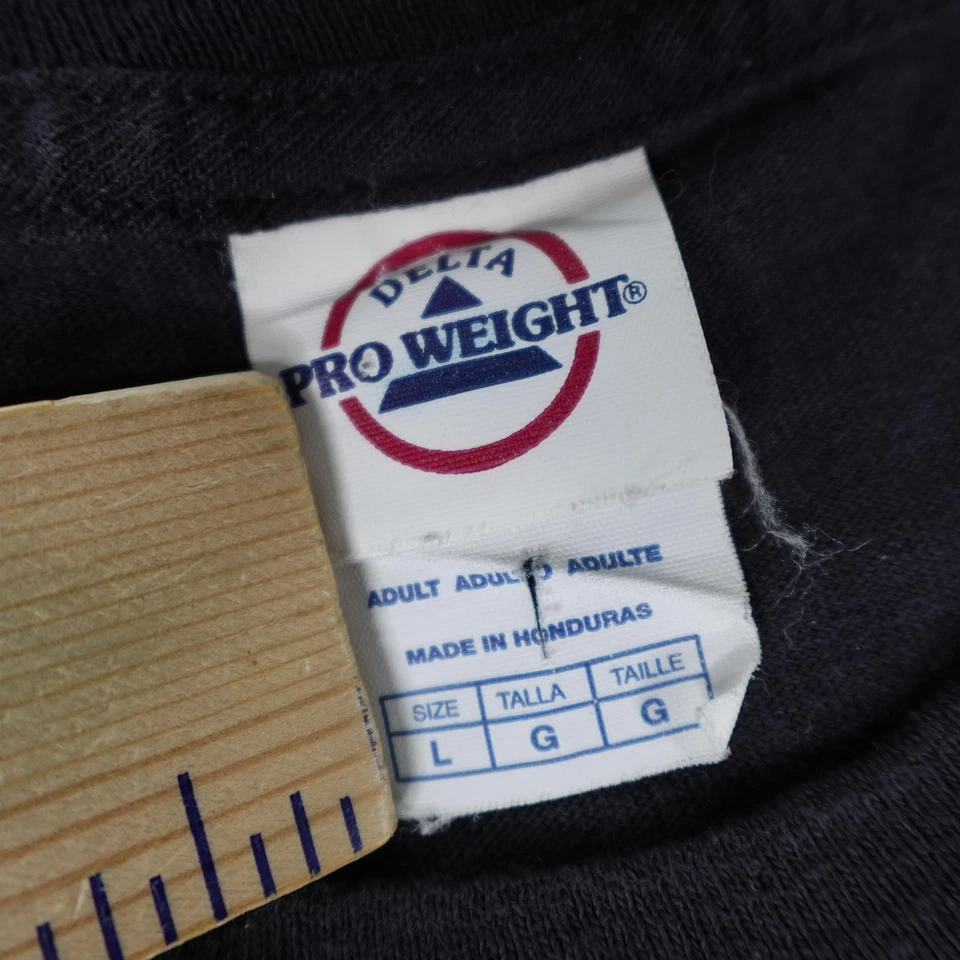 DELTA
PRO WEIGHT®
ADULT ADULTO ADULTE
MADE IN HONDURAS
SIZE TALLA TAILLE
L G G